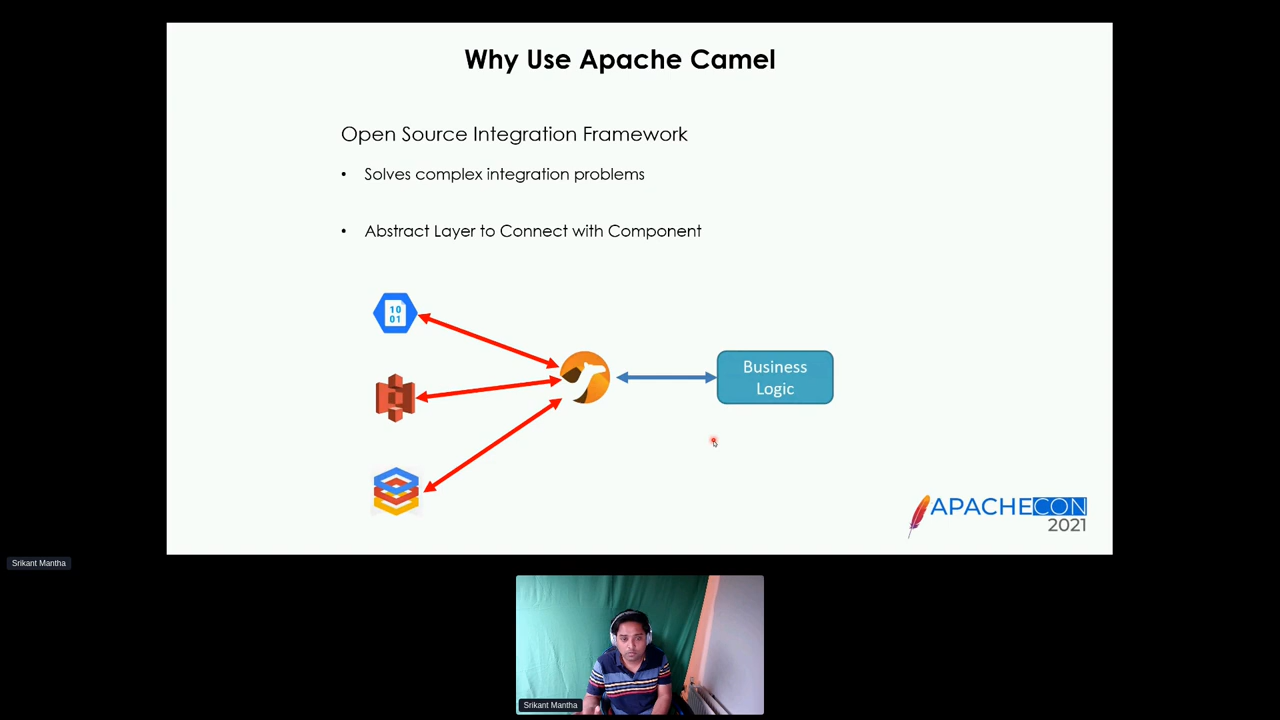 Why Use Apache Camel
Open Source Integration Framework
• Solves complex integration problems
• Abstract Layer to Connect with Component
10
01
Business
Logic
APACHECON
2021
Srikant Mantha
Srikant Mantha